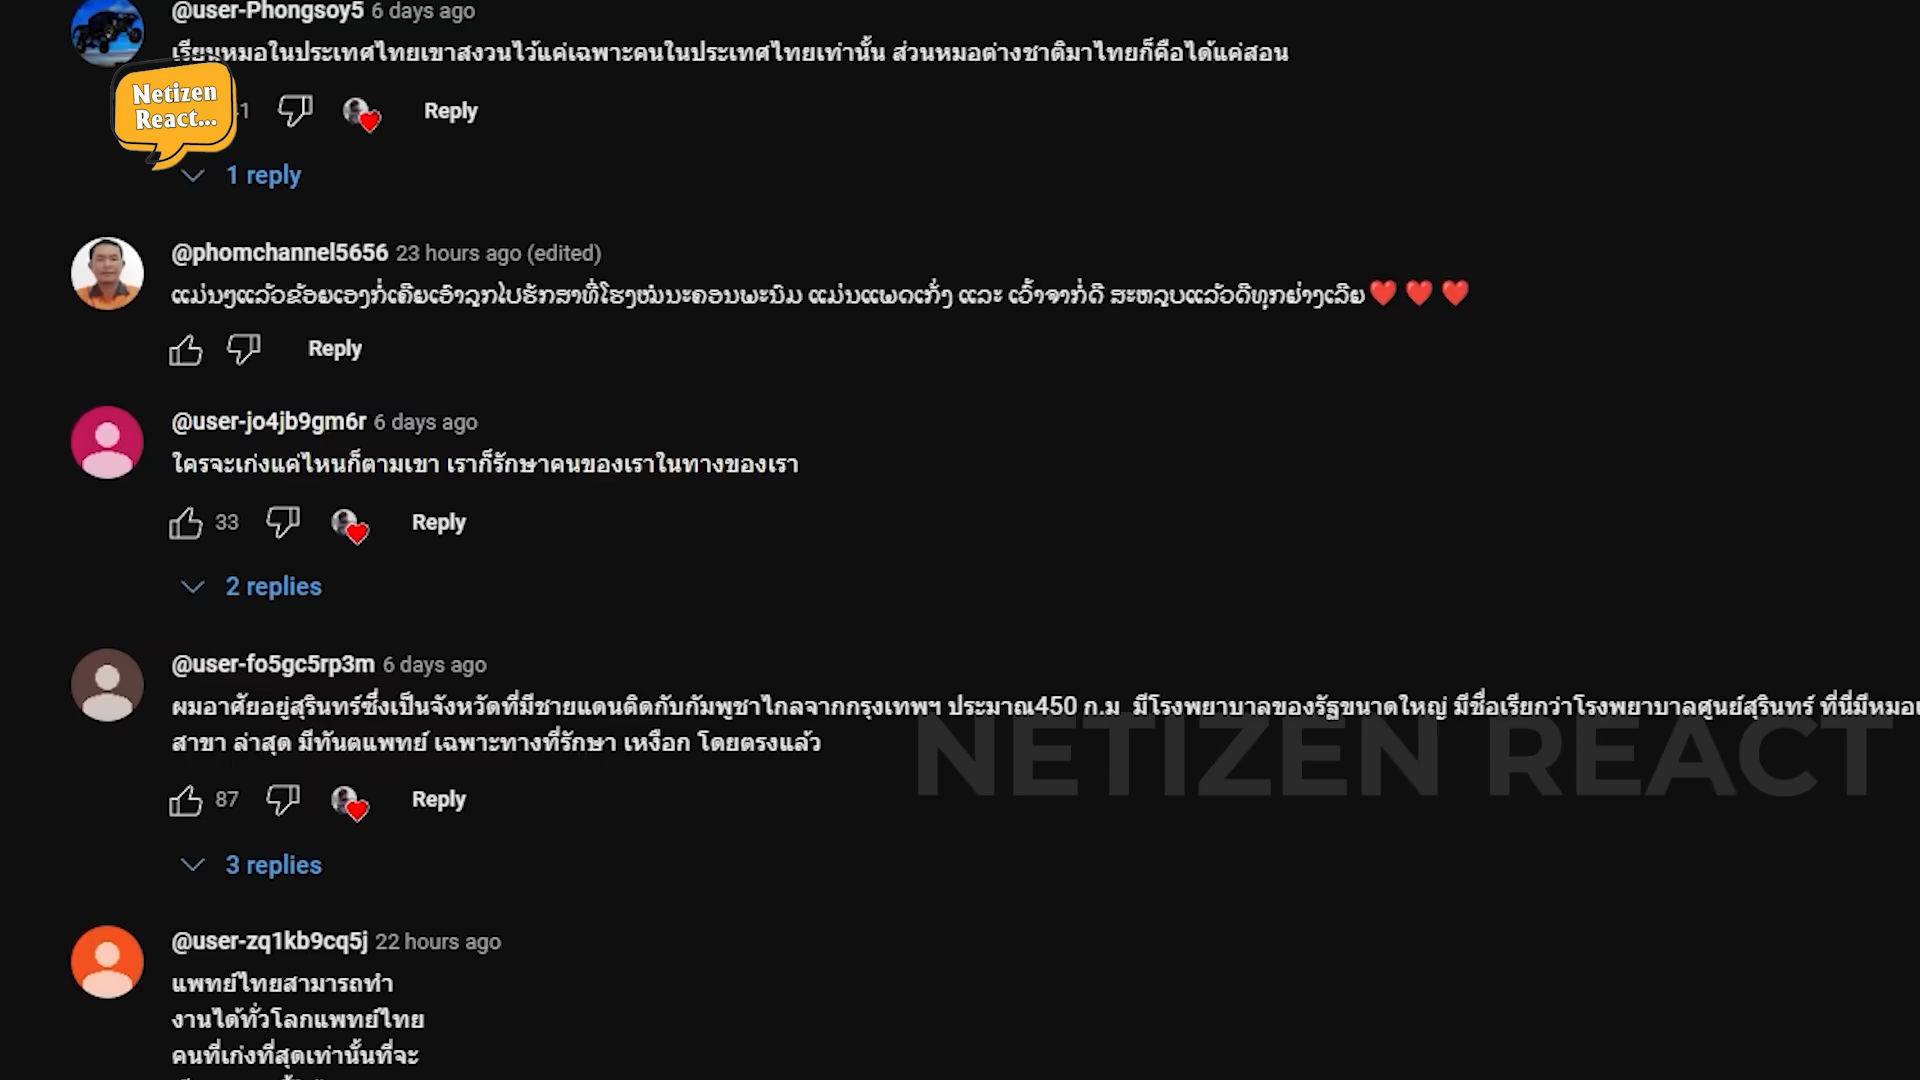 @user-Phongsoy5 6 days ago
เรียนหมอในประเทศไทยเขาสงวนไว้แค่เฉพาะคนในประเทศไทยเท่านั้น ส่วนหมอต่างชาติมาไทยก็คือได้แค่สอน
Netizen
React...
1 Reply
1 reply
@phomchannel5656 23 hours ago (edited)
ແມ່ນໆແລ້ວຂ້ອຍເອງກໍ່ເຄີຍເອົາລູກໄປຮັກສາທີ່ໂຮງໝໍນະຄອນພະນົມ ແມ່ນແພດເກັ່ງ ແລະ ເວົ້າຈາກໍ່ດີ ສະຫລຸບແລ້ວດີທຸກຢ່າງເລີຍ❤️ ❤️ ❤️
Reply
@user-jo4jb9gm6r 6 days ago
ใครจะเก่งแค่ไหนก็ตามเขา เราก็รักษาคนของเราในทางของเรา
33 Reply
2 replies
@user-fo5gc5rp3m 6 days ago
ผมอาศัยอยู่สุรินทร์ซึ่งเป็นจังหวัดที่มีชายแดนติดกับกัมพูชาไกลจากกรุงเทพฯ ประมาณ450 ก.ม มีโรงพยาบาลของรัฐขนาดใหญ่ มีชื่อเรียกว่าโรงพยาบาลศูนย์สุรินทร์ ที่นี่มีหมอ
สาขา ล่าสุด มีทันตแพทย์ เฉพาะทางที่รักษา เหงือก โดยตรงแล้ว
NETIZEN REACT
87 Reply
3 replies
@user-zq1kb9cq5j 22 hours ago
แพทย์ไทยสามารถทำ
งานได้ทั่วโลกแพทย์ไทย
คนที่เก่งที่สุดเท่านั้นที่จะ